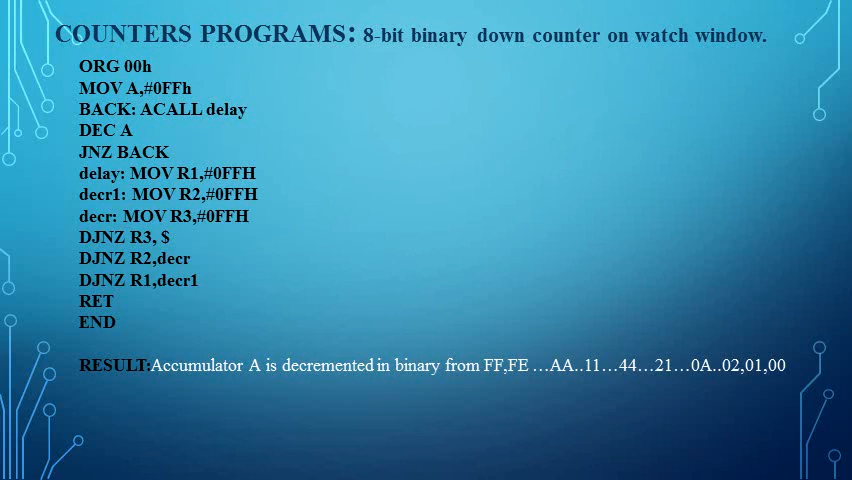 COUNTERS PROGRAMS: 8-bit binary down counter on watch window.
ORG 00h
MOV A,#0FFh
BACK: ACALL delay
DEC A
JNZ BACK
delay: MOV R1,#0FFH
decr1: MOV R2,#0FFH
decr: MOV R3,#0FFH
DJNZ R3, $
DJNZ R2,decr
DJNZ R1,decr1
RET
END
RESULT:Accumulator A is decremented in binary from FF,FE …AA..11…44…21…0A..02,01,00